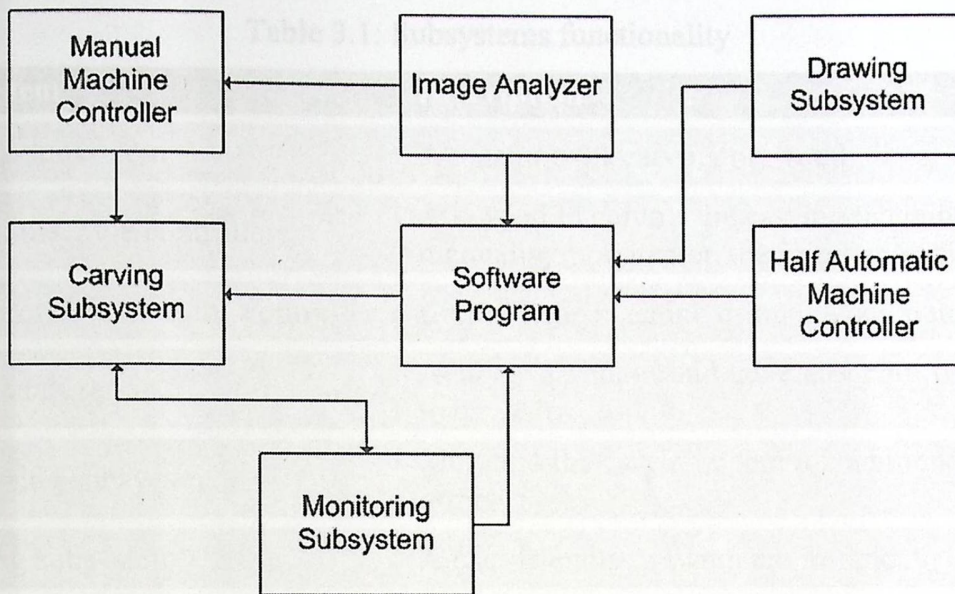 Table 3.1: Subsystems functionality
Manual
Machine
Controller
Image Analyzer
Drawing
Subsystem
Carving
Subsystem
Software
Program
Half Automatic
Machine
Controller
Monitoring
Subsystem